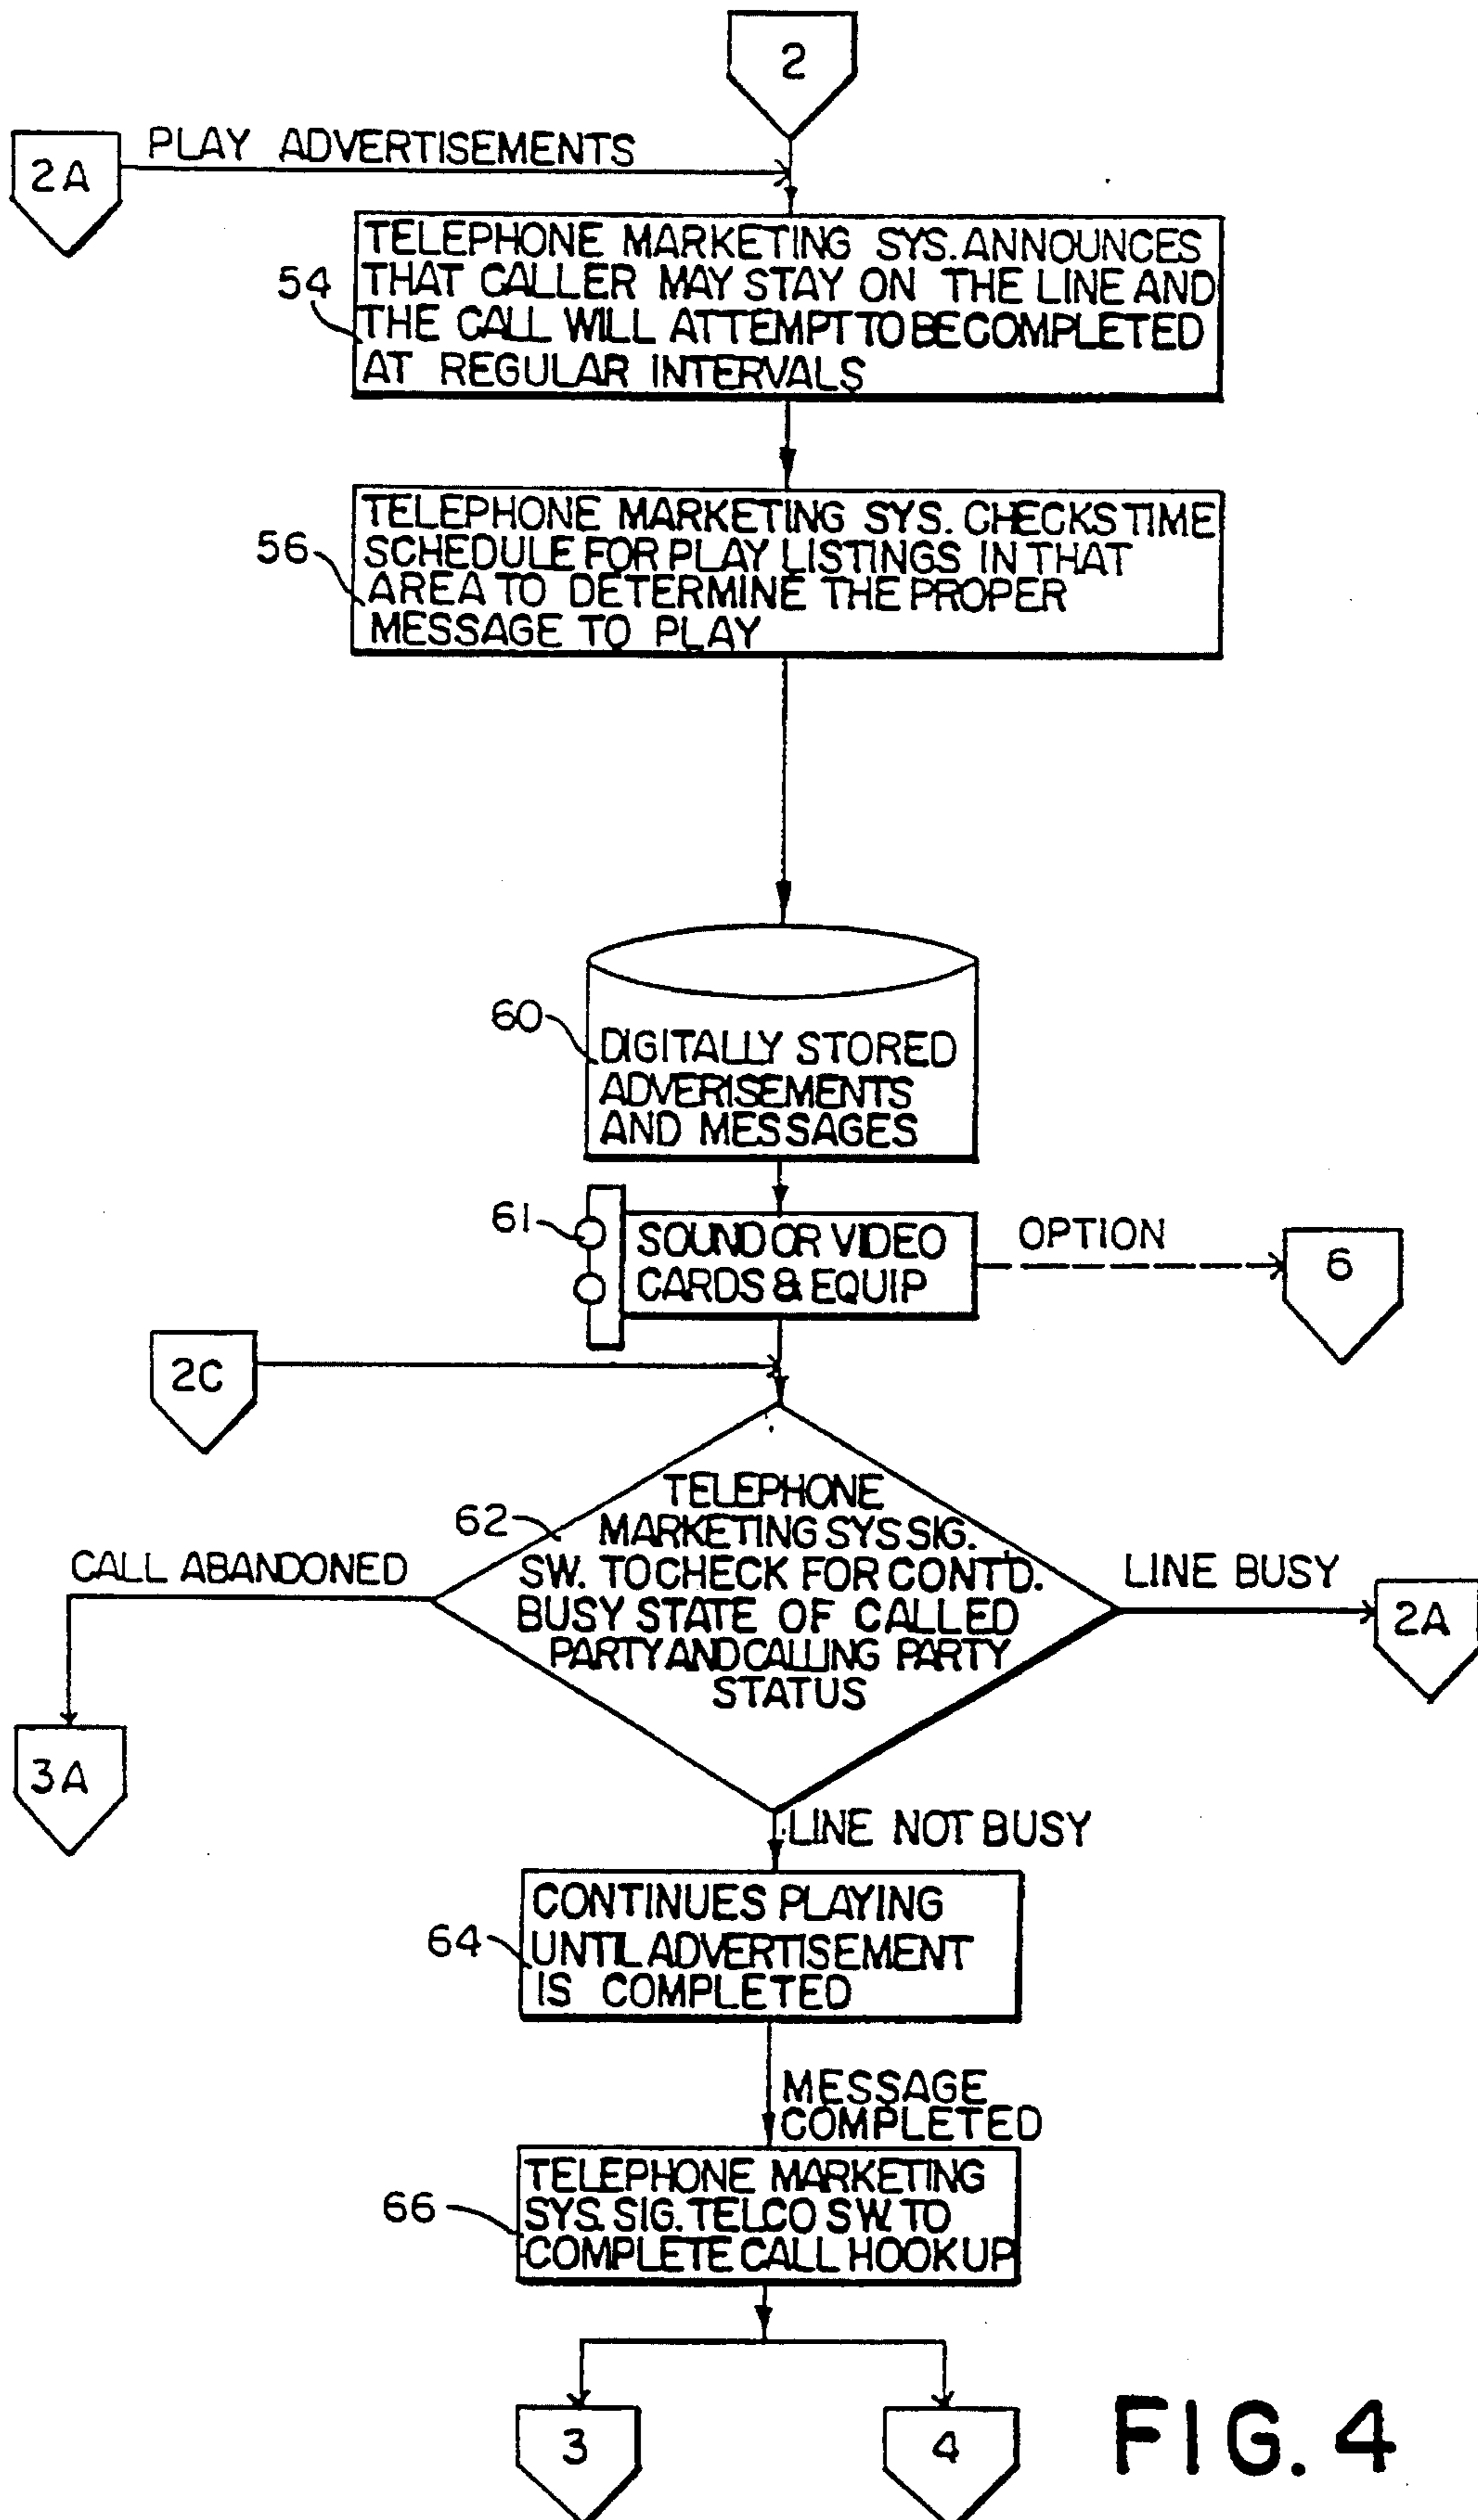 2
PLAY ADVERTISEMENTS
2A
TELEPHONE MARKETING SYS. ANNOUNCES
THAT CALLER MAY STAY ON THE LINE AND
THE CALL WILL ATTEMPT TO BE COMPLETED
AT REGULAR INTERVALS
54
TELEPHONE MARKETING SYS. CHECKS TIME
SCHEDULE FOR PLAY LISTINGS IN THAT
AREA TO DETERMINE THE PROPER
MESSAGE TO PLAY
56
60
DIGITALLY STORED
ADVERISEMENTS
AND MESSAGES
61
SOUND OR VIDEO
CARDS & EQUIP
OPTION
6
2C
62
TELEPHONE
MARKETING SYS SIG.
SW. TO CHECK FOR CONT'D.
BUSY STATE OF CALLED
PARTY AND CALLING PARTY
STATUS
CALL ABANDONED
LINE BUSY
2A
3A
LINE NOT BUSY
CONTINUES PLAYING
UNTIL ADVERTISEMENT
IS COMPLETED
64
MESSAGE
COMPLETED
TELEPHONE MARKETING
SYS. SIG. TELCO SW. TO
COMPLETE CALL HOOK UP
66
3
4
FIG. 4